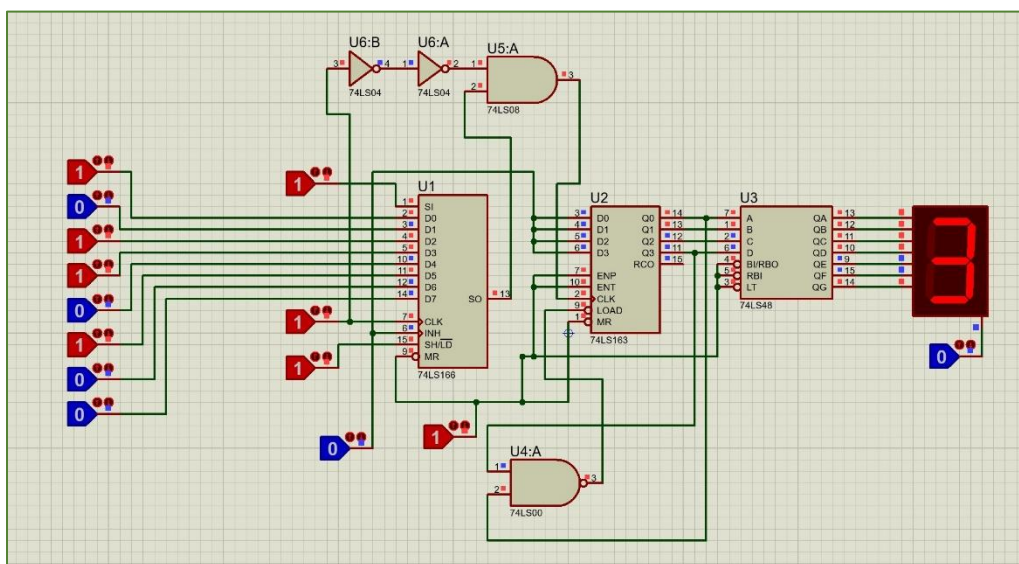 U6:B
3
4
74LS04
U6:A
1
2
74LS04
U5:A
1
2
3
74LS08
1
0
1
1
0
1
0
0
1
1
1
0
1
U1
1 SI
2 D0
3 D1
4 D2
5 D3
10 D4
11 D5
12 D6
14 D7
SO 13
7 CLK
6 INH
15 SH/LD
9 MR
74LS166
U2
3 D0 Q0 14
4 D1 Q1 13
5 D2 Q2 12
6 D3 Q3 11
RCO 15
7 ENP
10 ENT
2 CLK
9 LOAD
1 MR
74LS163
U3
7 A QA 13
1 B QB 12
2 C QC 11
6 D QD 10
4 BI/RBO QE 9
5 RBI QF 15
3 LT QG 14
74LS48
3
0
U4:A
1
2
3
74LS00